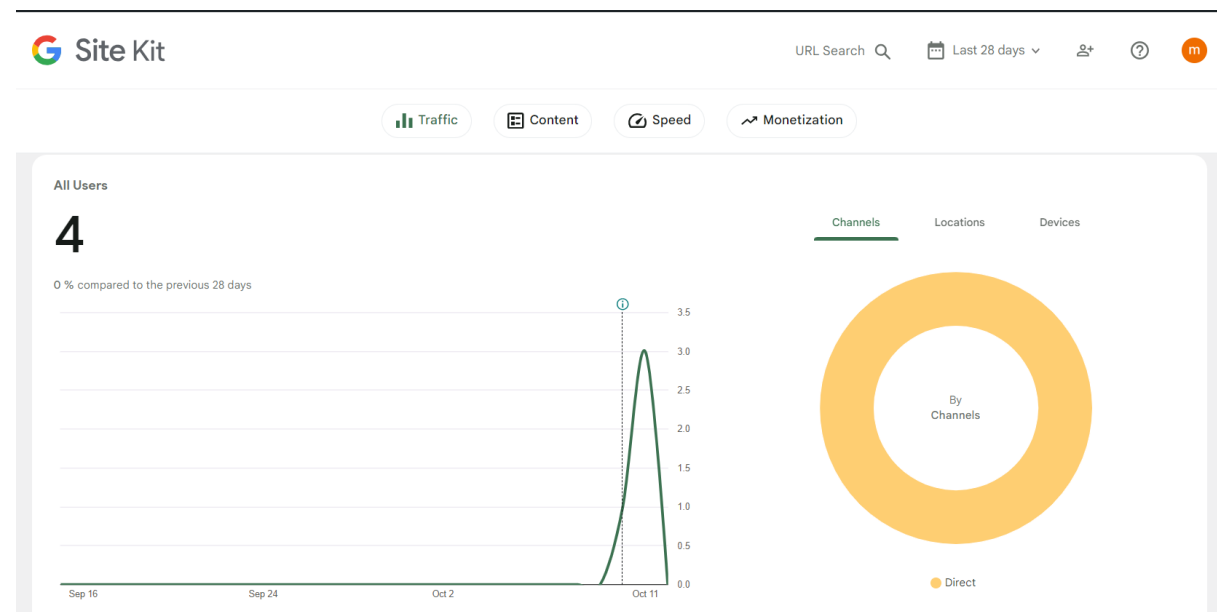 G Site Kit
URL Search
Last 28 days
m
Traffic
Content
Speed
Monetization
All Users
4
0 % compared to the previous 28 days
3.5
3.0
2.5
2.0
1.5
1.0
0.5
0.0
Sep 16
Sep 24
Oct 2
Oct 11
Channels
Locations
Devices
By
Channels
Direct